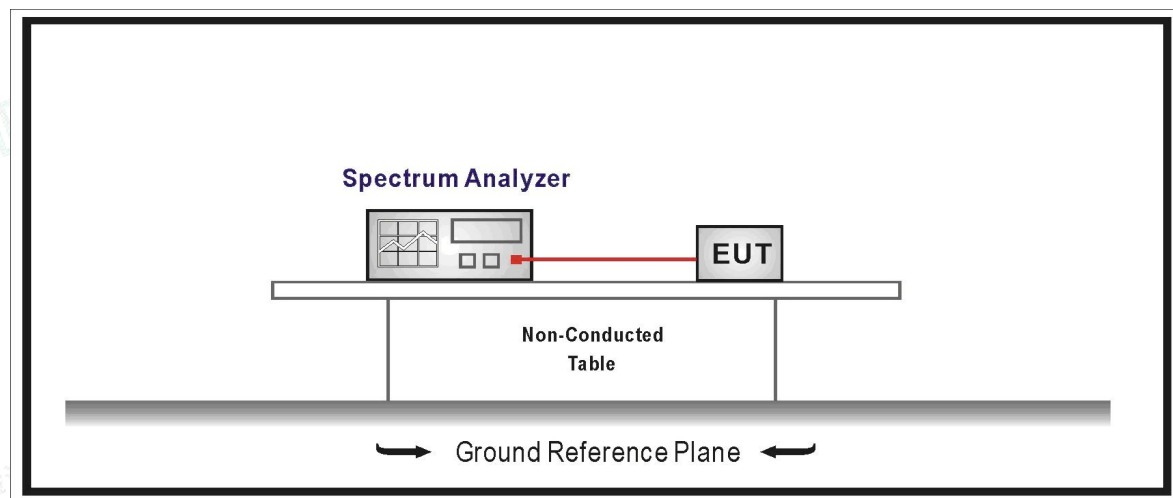 Spectrum Analyzer
EUT
Non-Conducted
Table
Ground Reference Plane